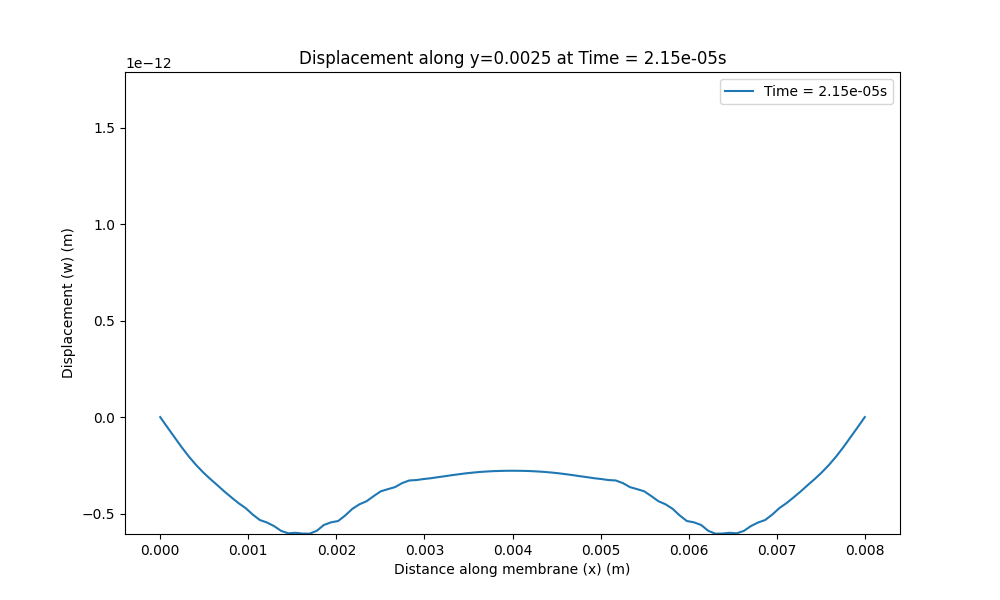 Displacement along y=0.0025 at Time = 2.15e-05s
1e−12
Time = 2.15e-05s
1.5
1.0
0.5
0.0
−0.5
Displacement (w) (m)
0.000 0.001 0.002 0.003 0.004 0.005 0.006 0.007 0.008
Distance along membrane (x) (m)